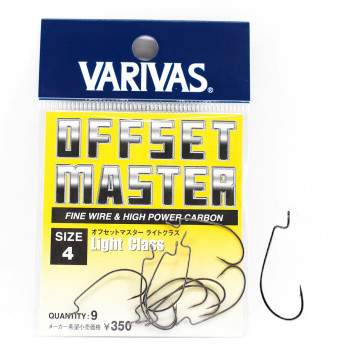 VARIVAS®
OFFSET
MASTER
FINE WIRE & HIGH POWER CARBON
SIZE
4
オフセットマスター ライトクラス
Light Class
QUANTITY: 9
メーカー希望小売価格 ¥350